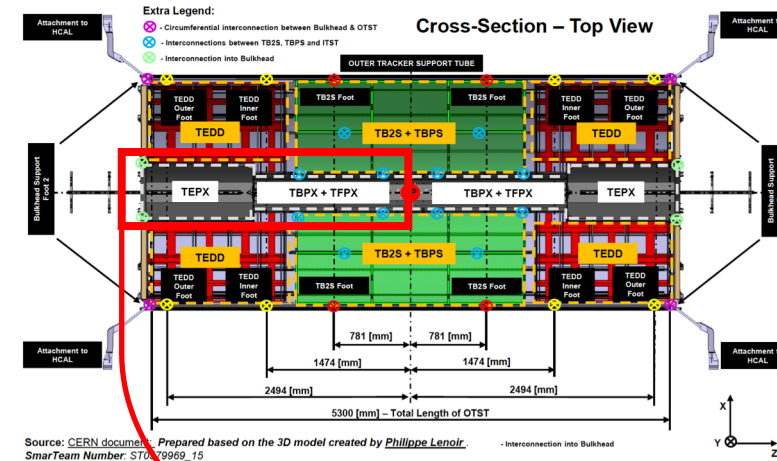 Extra Legend:
- Circumferential interconnection between Bulkhead & OTST
- Interconnections between TB2S, TBPS and ITST
- Interconnection into Bulkhead
Cross-Section – Top View
Attachment to
HCAL
Attachment to
HCAL
OUTER TRACKER SUPPORT TUBE
TEDD
Outer
Foot
TEDD
Inner
Foot
TB2S Foot
TB2S Foot
TEDD
Inner
Foot
TEDD
Outer
Foot
TEDD
TB2S + TBPS
TEDD
Bulkhead Support
Foot 2
TEPX
TBPX + TFPX
TBPX + TFPX
TEPX
Bulkhead Support
TEDD
TB2S + TBPS
TEDD
TEDD
Outer
Foot
TEDD
Inner
Foot
TB2S Foot
TB2S Foot
TEDD
Inner
Foot
TEDD
Outer
Foot
Attachment to
HCAL
Attachment to
HCAL
781 [mm]
781 [mm]
1474 [mm]
1474 [mm]
2494 [mm]
2494 [mm]
5300 [mm] – Total Length of OTST
X
Y
Z
Source: CERN document. Prepared based on the 3D model created by Philippe Lenoir.
- Interconnection into Bulkhead
SmarTeam Number: ST0979969_15